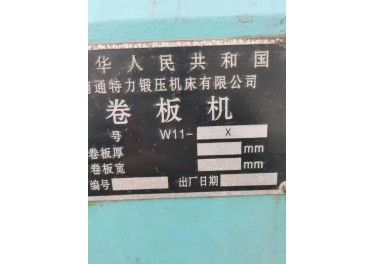 华人民共和国
通特力锻压机床有限公司
卷板机
号 W11- X
卷板厚 mm
卷板宽 mm
编号 出厂日期